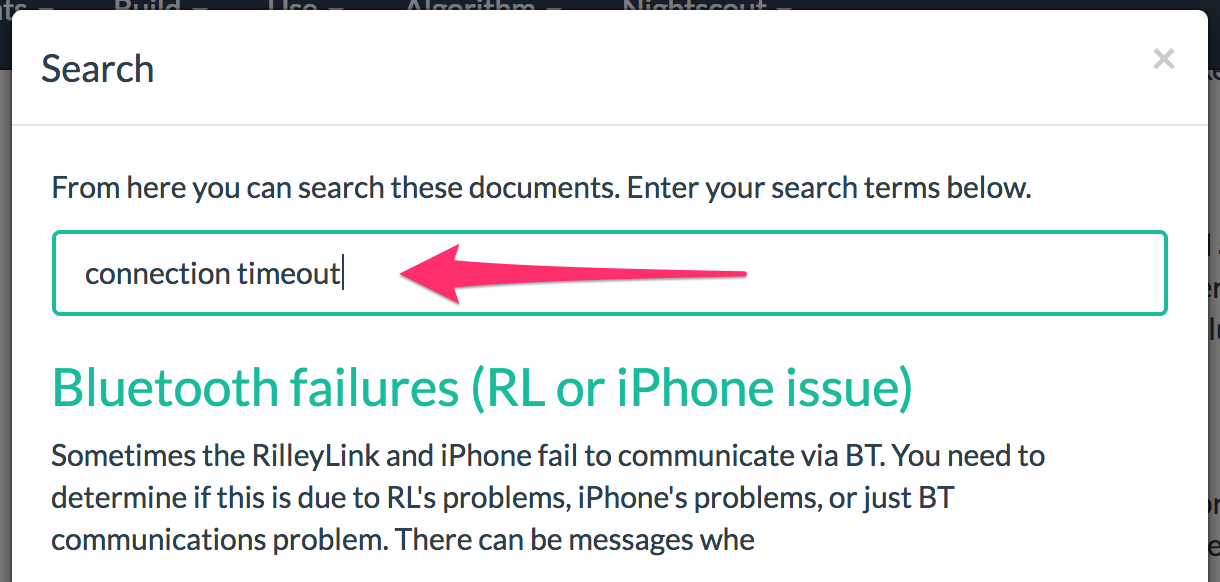 Build Use Algorithm Nightscout
Search
×
From here you can search these documents. Enter your search terms below.
connection timeout
Bluetooth failures (RL or iPhone issue)
Sometimes the RilleyLink and iPhone fail to communicate via BT. You need to
determine if this is due to RL's problems, iPhone's problems, or just BT
communications problem. There can be messages whe